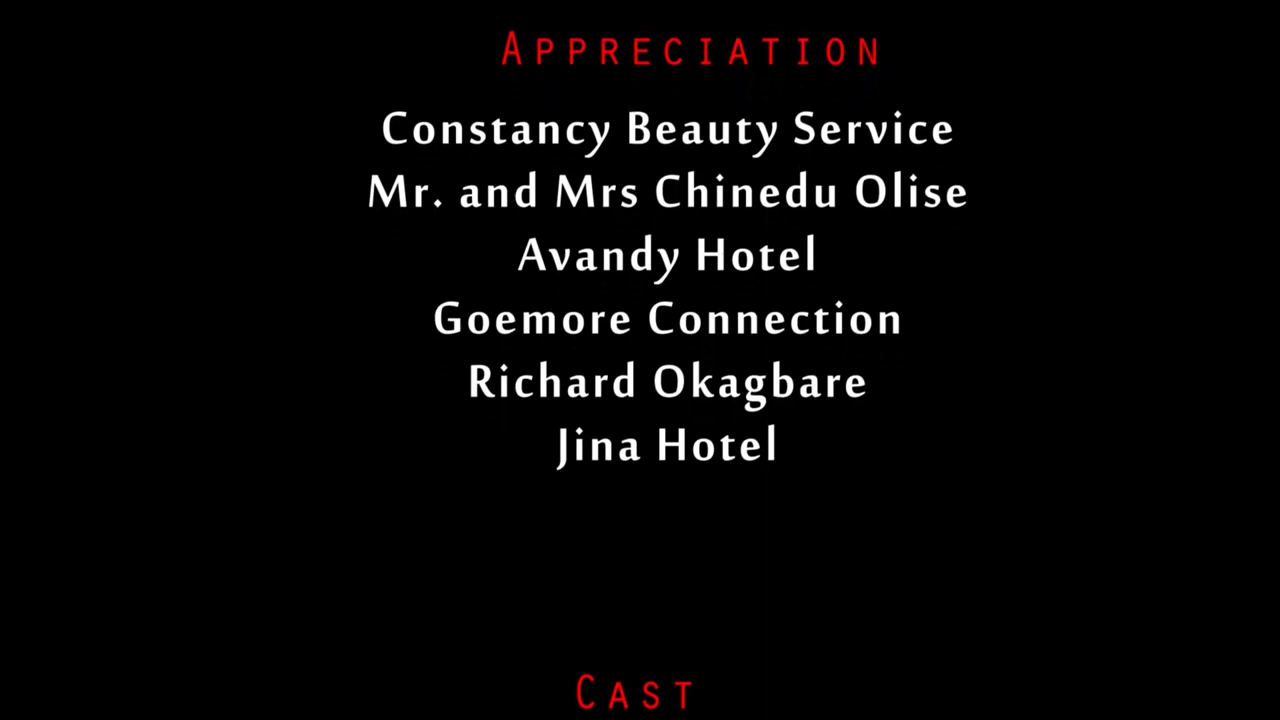 Appreciation
Constancy Beauty Service
Mr. and Mrs Chinedu Olise
Avandy Hotel
Goemore Connection
Richard Okagbare
Jina Hotel
Cast